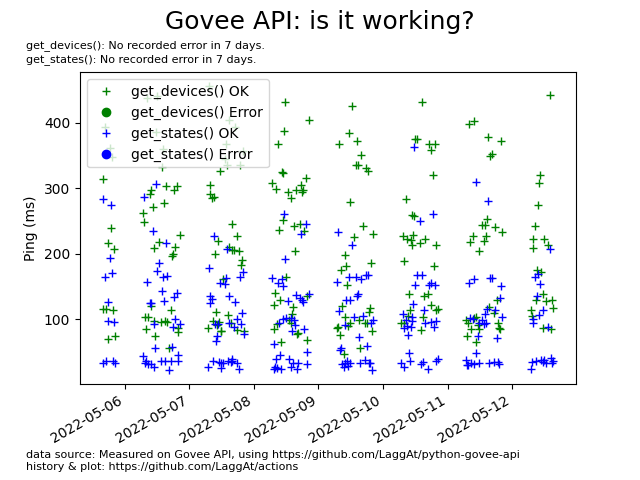 Govee API: is it working?
get_devices(): No recorded error in 7 days.
get_states(): No recorded error in 7 days.
get_devices() OK
get_devices() Error
get_states() OK
get_states() Error
Ping (ms)
400
300
200
100
2022-05-06
2022-05-07
2022-05-08
2022-05-09
2022-05-10
2022-05-11
2022-05-12
data source: Measured on Govee API, using https://github.com/LaggAt/python-govee-api
history & plot: https://github.com/LaggAt/actions